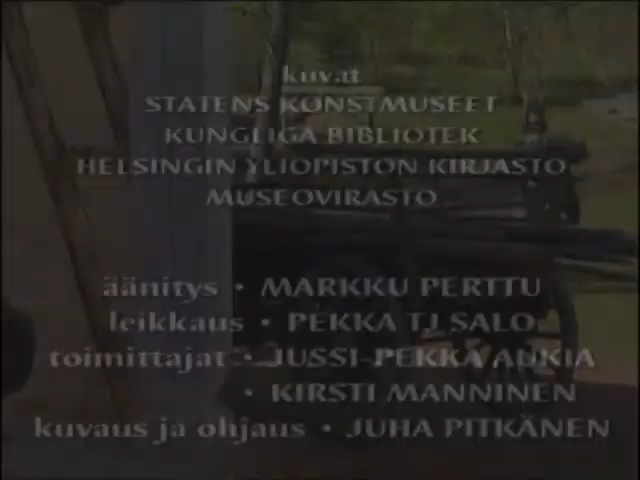 kuvat
STATENS KONSTMUSEET
KUNGLIGA BIBLIOTEK
HELSINGIN YLIOPISTON KIRJASTO
MUSEOVIRASTO
äänitys • MARKKU PERTTU
leikkaus • PEKKA TJ SALO
toimittajat • JUSSI-PEKKA AUKIA
• KIRSTI MANNINEN
kuvaus ja ohjaus • JUHA PITKÄNEN